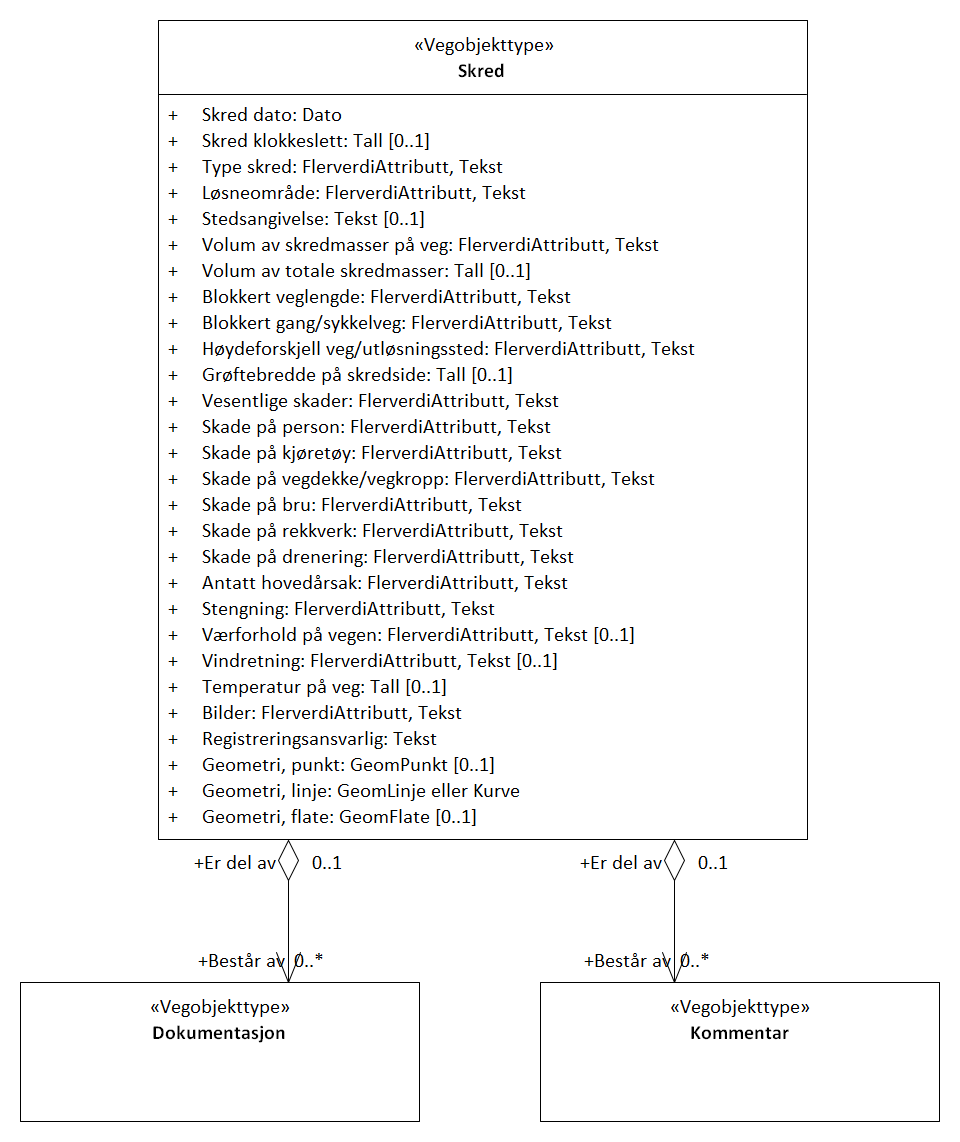 «Vegobjekttype»
Skred
+ Skred dato: Dato
+ Skred klokkeslett: Tall [0..1]
+ Type skred: FlerverdiAttributt, Tekst
+ Løsneområde: FlerverdiAttributt, Tekst
+ Stedsangivelse: Tekst [0..1]
+ Volum av skredmasser på veg: FlerverdiAttributt, Tekst
+ Volum av totale skredmasser: Tall [0..1]
+ Blokkert veglengde: FlerverdiAttributt, Tekst
+ Blokkert gang/sykkelveg: FlerverdiAttributt, Tekst
+ Høydeforskjell veg/utløsningssted: FlerverdiAttributt, Tekst
+ Grøftebredde på skredside: Tall [0..1]
+ Vesentlige skader: FlerverdiAttributt, Tekst
+ Skade på person: FlerverdiAttributt, Tekst
+ Skade på kjøretøy: FlerverdiAttributt, Tekst
+ Skade på vegdekke/vegkropp: FlerverdiAttributt, Tekst
+ Skade på bru: FlerverdiAttributt, Tekst
+ Skade på rekkverk: FlerverdiAttributt, Tekst
+ Skade på drenering: FlerverdiAttributt, Tekst
+ Antatt hovedårsak: FlerverdiAttributt, Tekst
+ Stengning: FlerverdiAttributt, Tekst
+ Værforhold på vegen: FlerverdiAttributt, Tekst [0..1]
+ Vindretning: FlerverdiAttributt, Tekst [0..1]
+ Temperatur på veg: Tall [0..1]
+ Bilder: FlerverdiAttributt, Tekst
+ Registreringsansvarlig: Tekst
+ Geometri, punkt: GeomPunkt [0..1]
+ Geometri, linje: GeomLinje eller Kurve
+ Geometri, flate: GeomFlate [0..1]
+Er del av 0..1 +Er del av 0..1
+Består av 0..* +Består av 0..*
«Vegobjekttype»
Dokumentasjon
«Vegobjekttype»
Kommentar